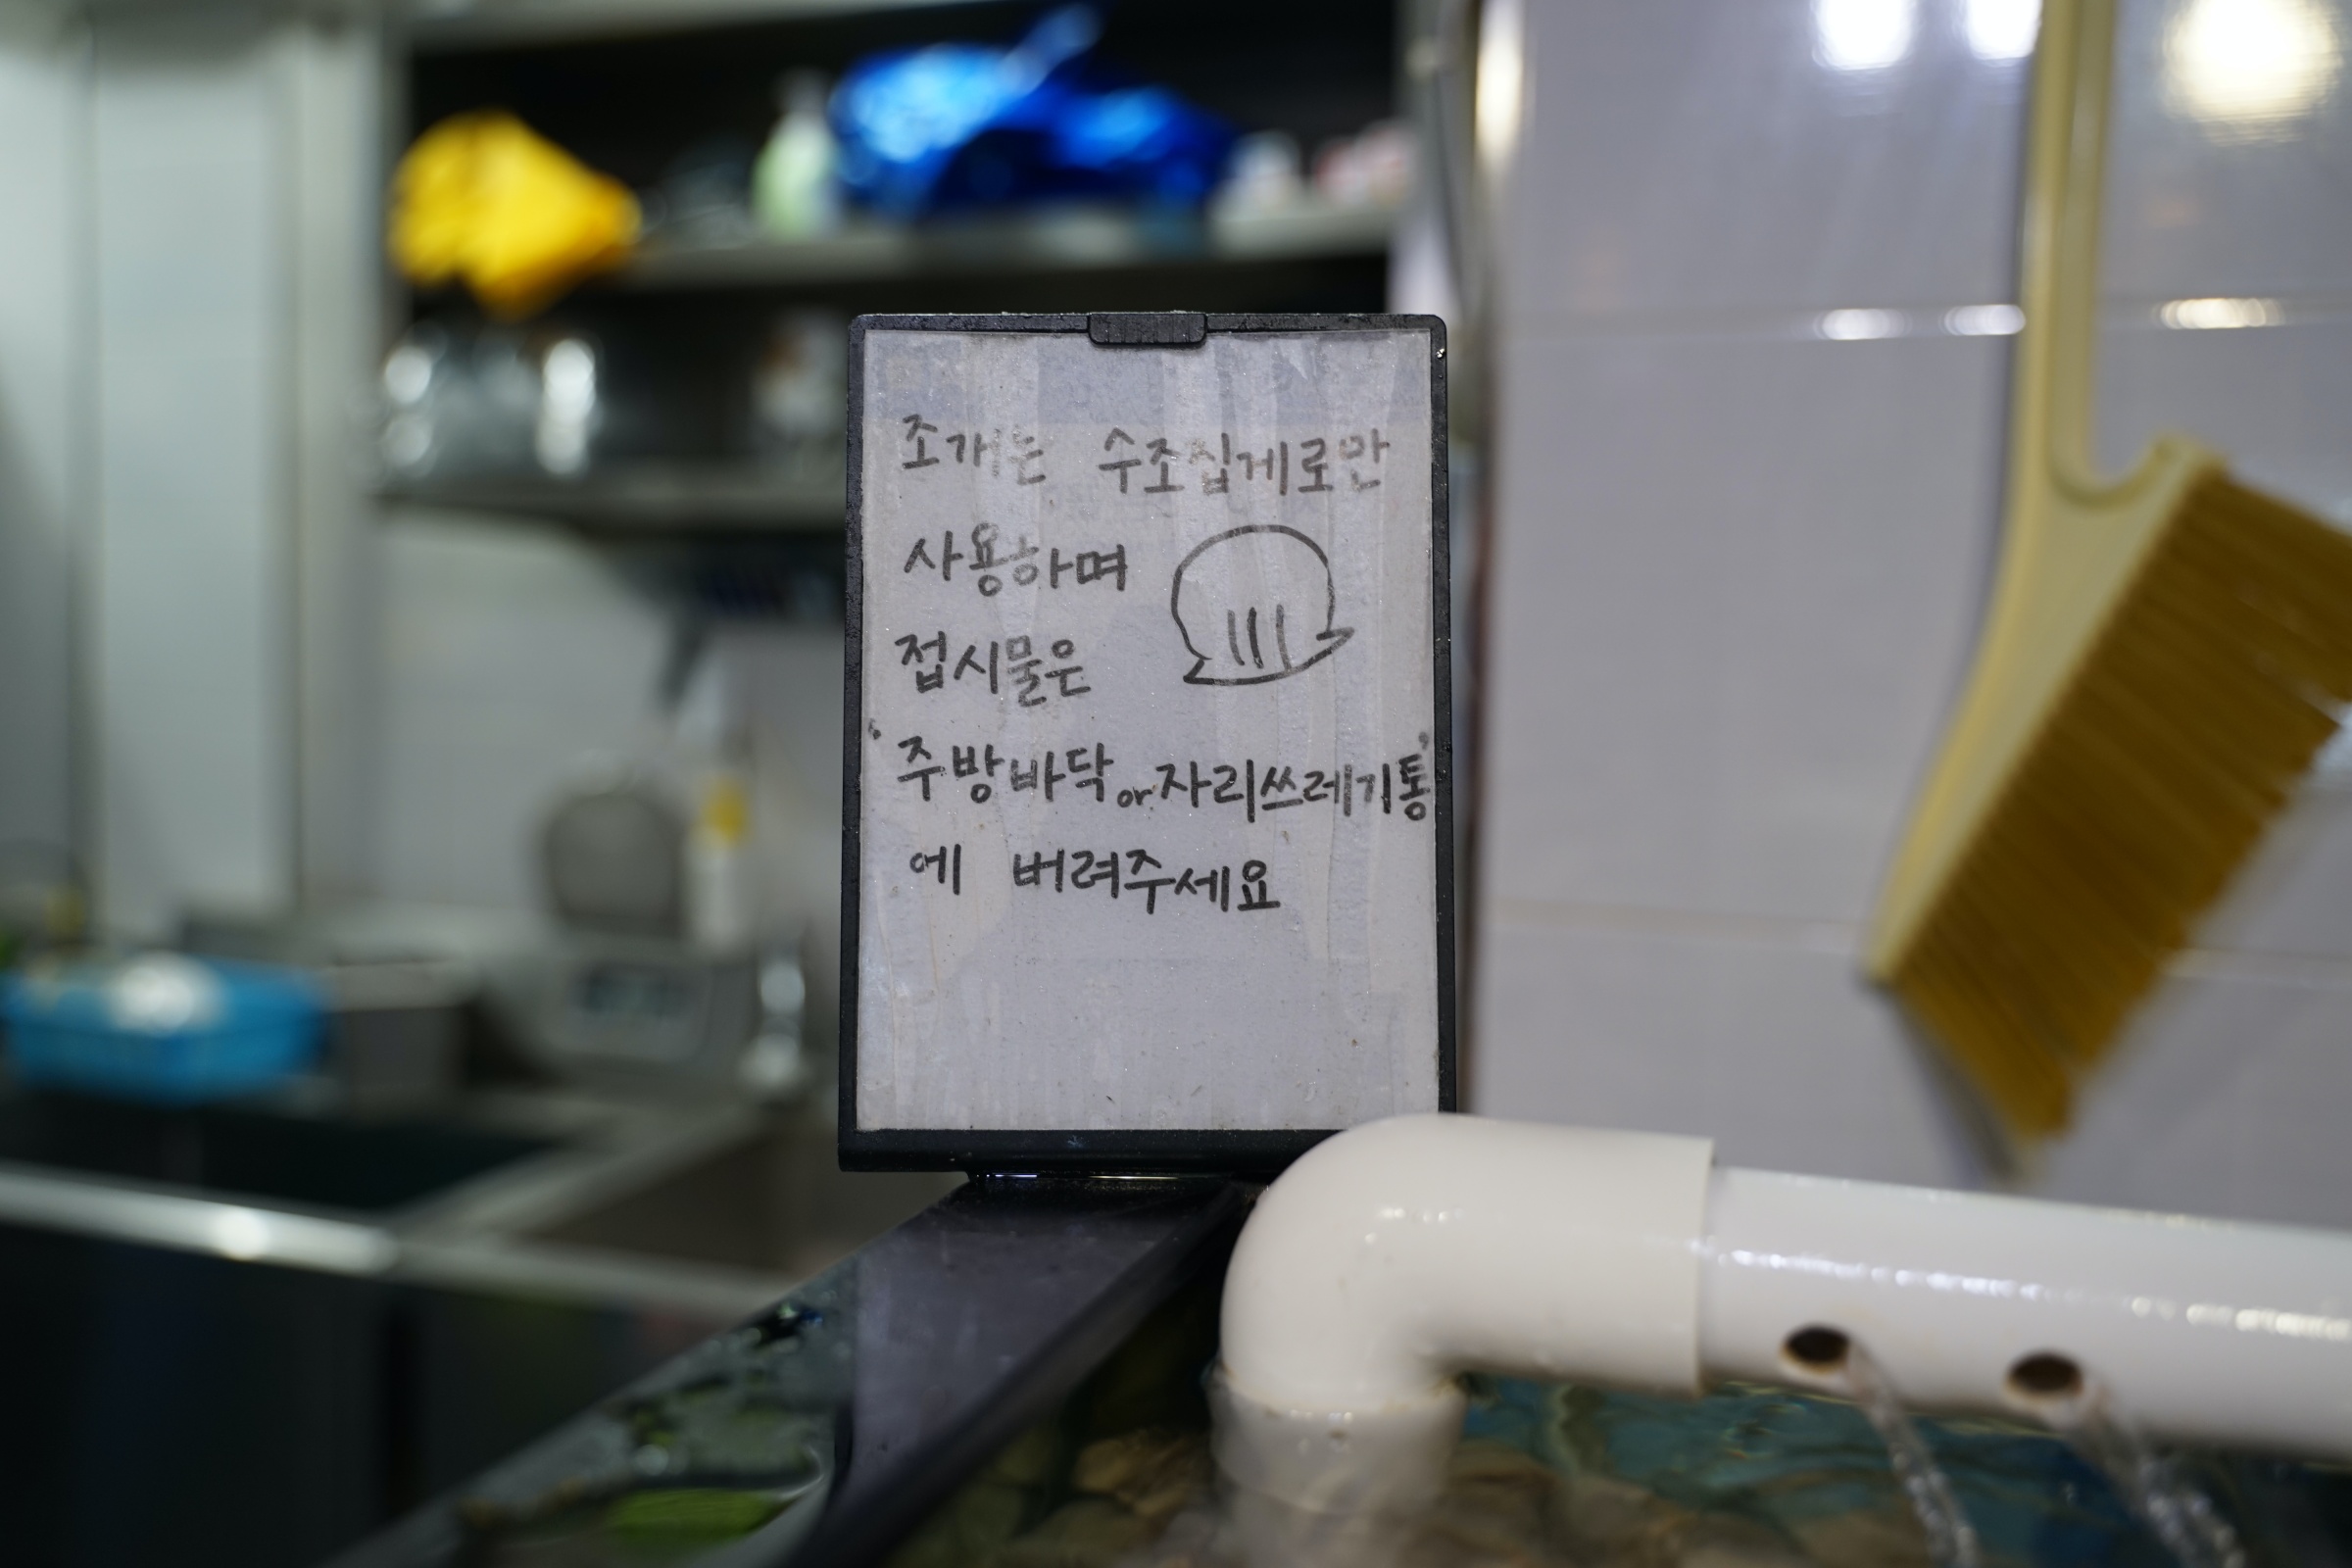 조개는 수조집게로만
사용하며
접시물은
"주방바닥 or 자리쓰레기통"
에 버려주세요